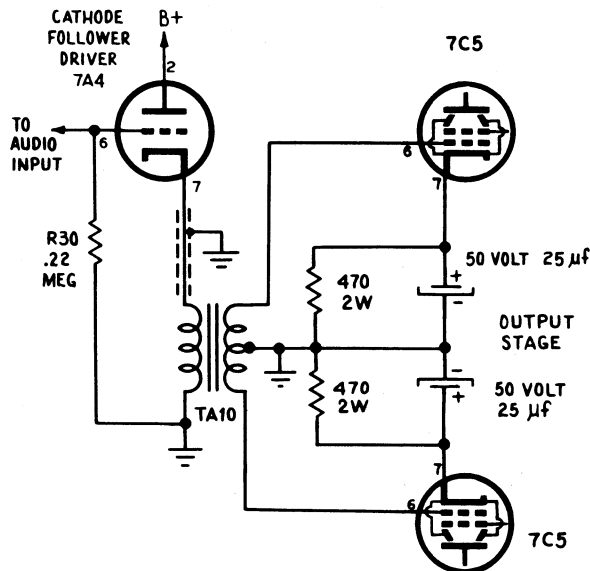 CATHODE
FOLLOWER
DRIVER
7A4
B+
2
7C5
TO
AUDIO
INPUT
6
7
6
7
R30
.22
MEG
470
2W
50 VOLT 25 µf
+
-
OUTPUT
STAGE
-
+
50 VOLT
25 µf
470
2W
TA10
7
6
7C5